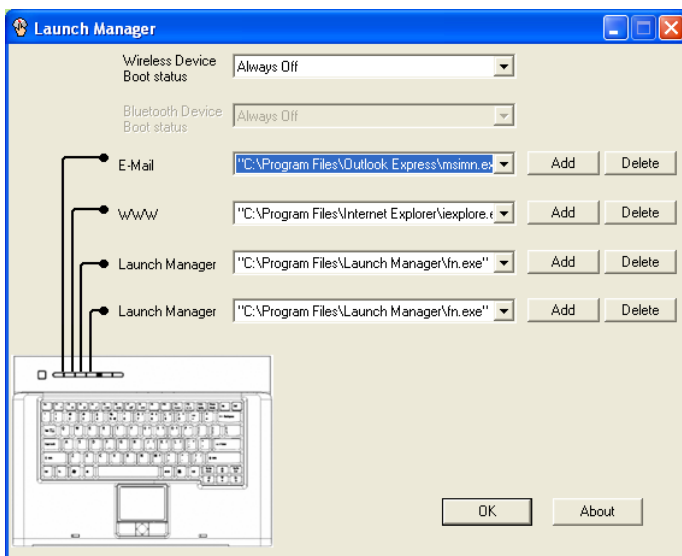 Launch Manager
Wireless Device
Boot status
Always Off
Bluetooth Device
Boot status
Always Off
E-Mail "C:\Program Files\Outlook Express\msimn.ex Add Delete
WWW "C:\Program Files\Internet Explorer\iexplore.e Add Delete
Launch Manager "C:\Program Files\Launch Manager\fn.exe" Add Delete
Launch Manager "C:\Program Files\Launch Manager\fn.exe" Add Delete
OK About